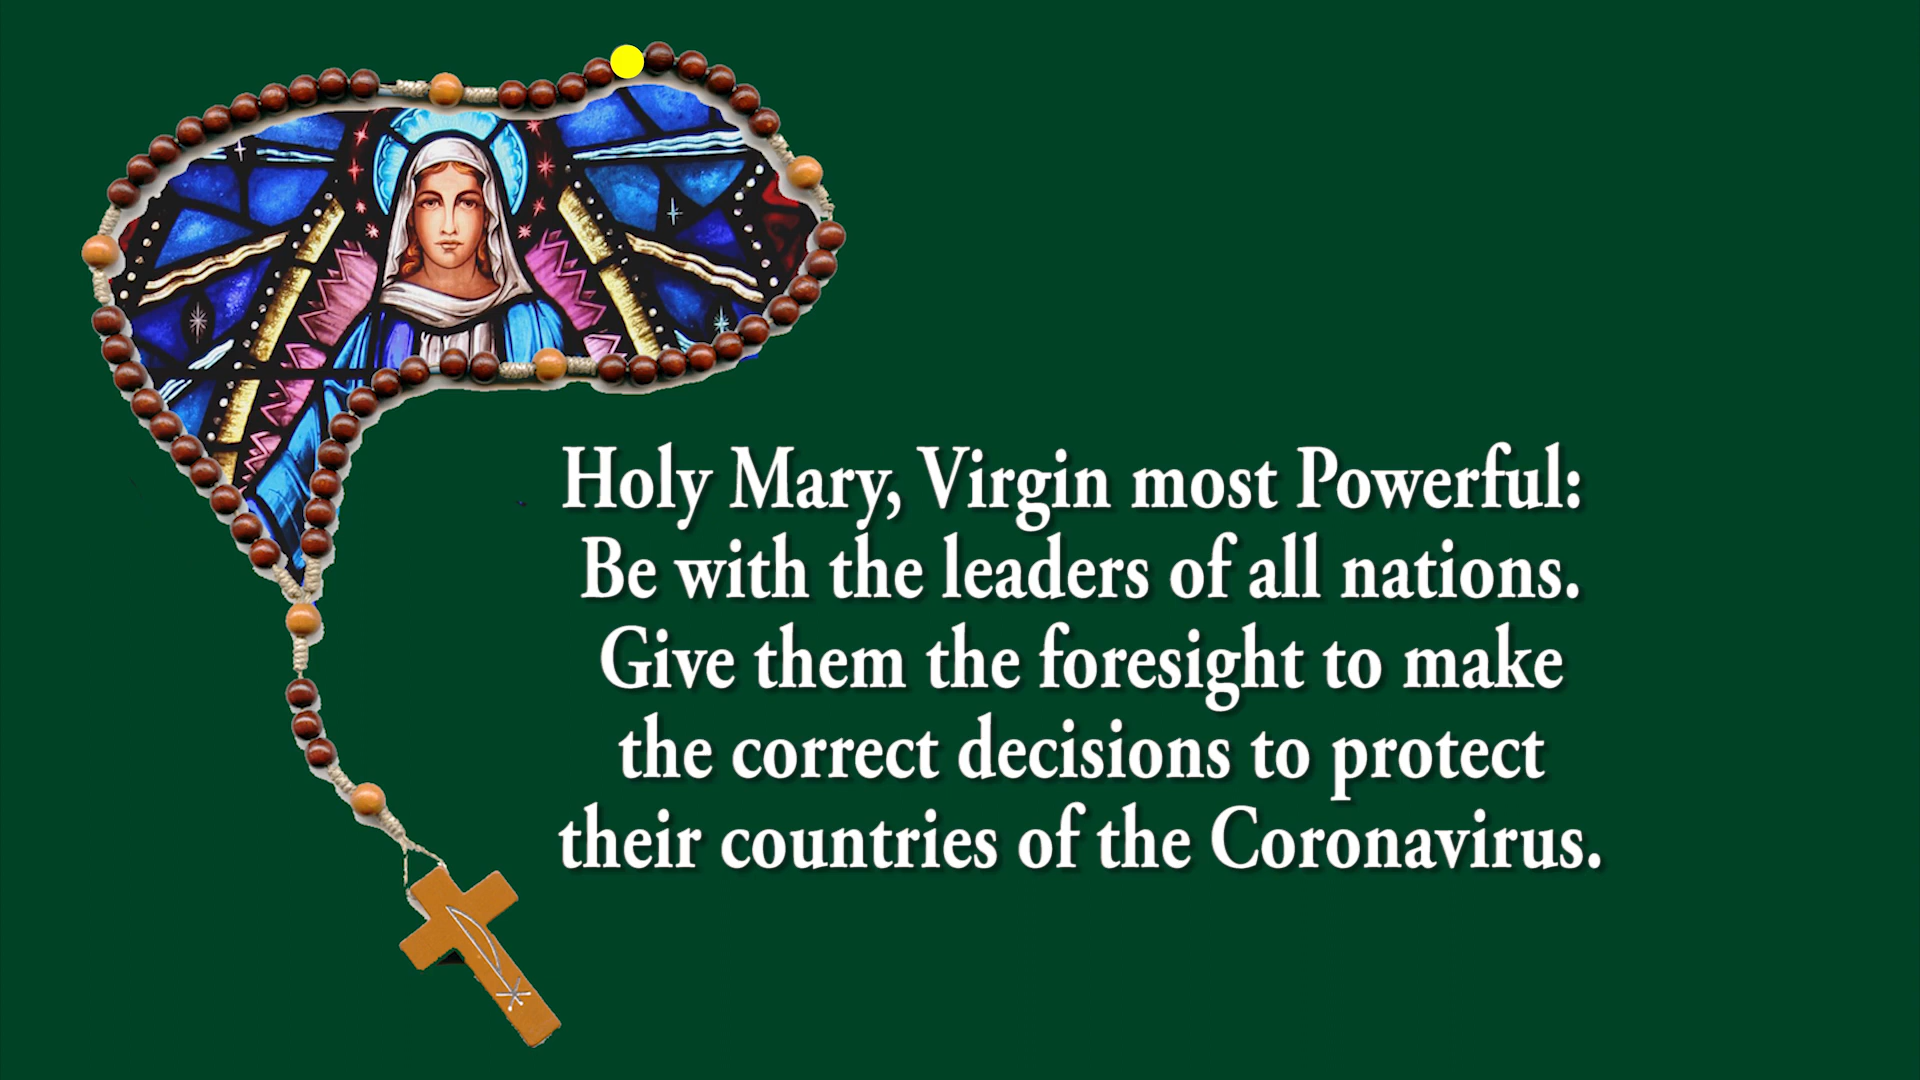 Holy Mary, Virgin most Powerful:
Be with the leaders of all nations.
Give them the foresight to make
the correct decisions to protect
their countries of the Coronavirus.